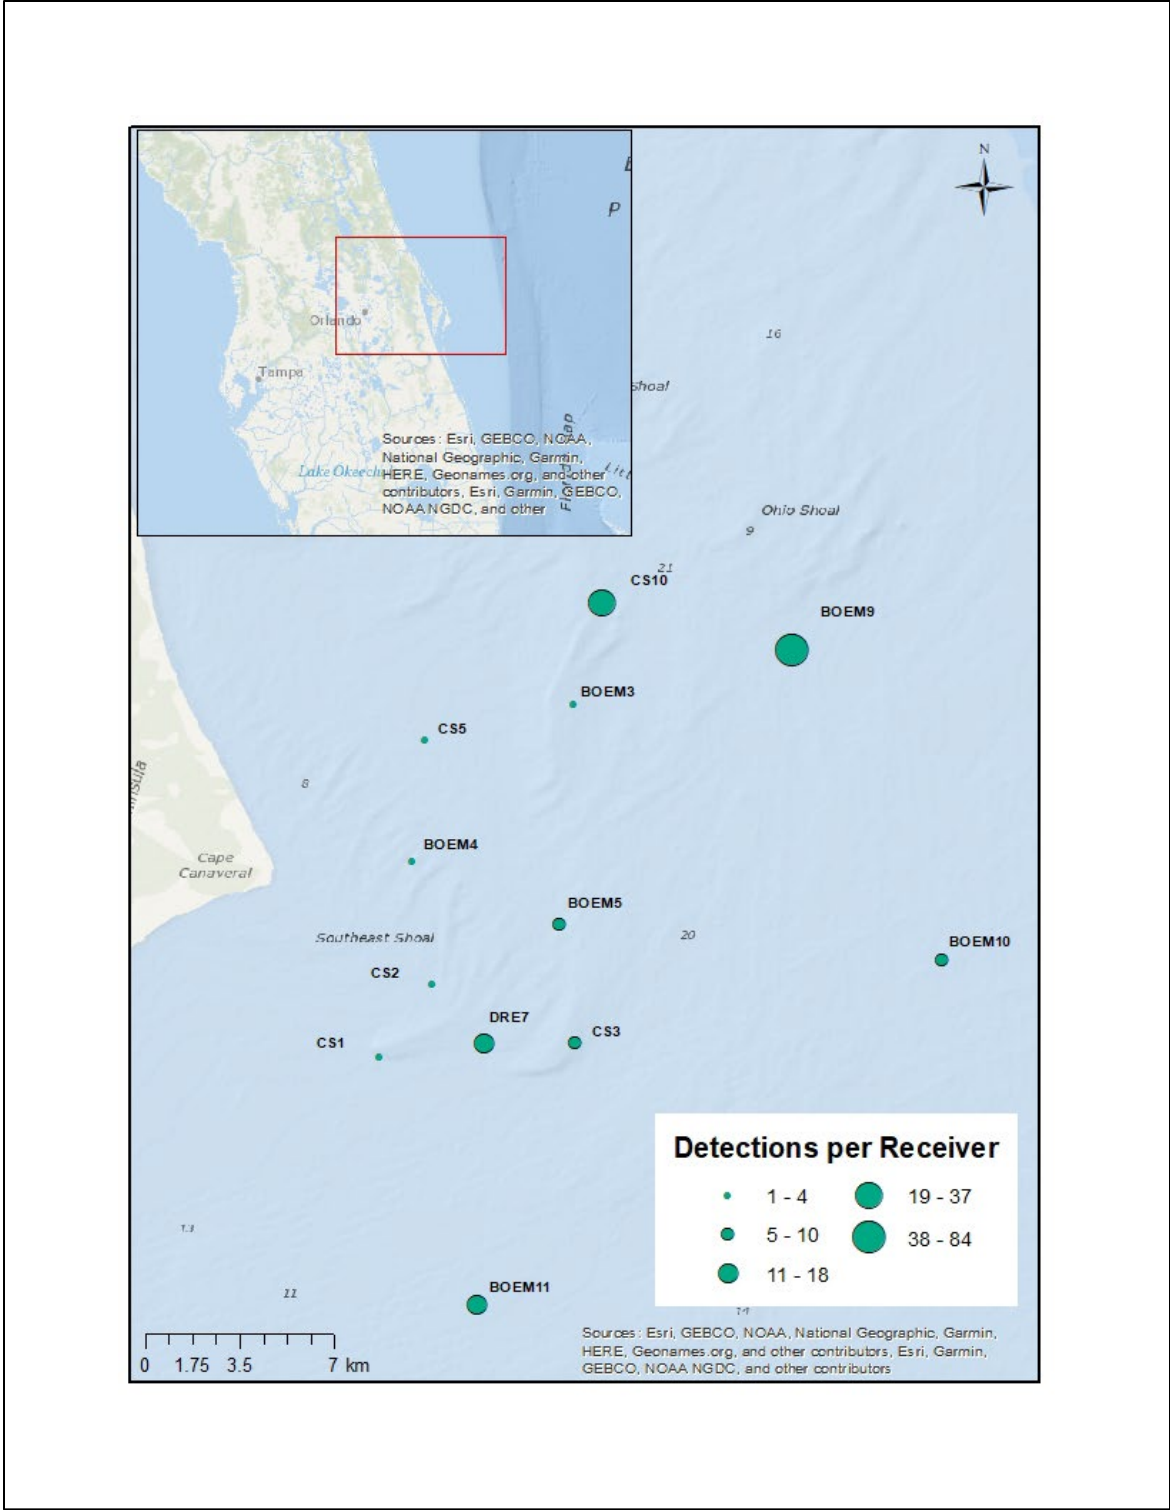 N
P
16
Orlando
Tampa
Shoal
Sources: Esri, GEBCO, NOAA,
National Geographic, Garmin,
HERE, Geonames.org, and other
contributors, Esri, Garmin, GEBCO,
NOAA NGDC, and other
Lake Okeech
Ohio Shoal
9
21
CS10
BOEM9
BOEM3
CS5
8
BOEM4
Cape
Canaveral
BOEM5
Southeast Shoal
20
BOEM10
CS2
DRE7
CS3
CS1
Detections per Receiver
1 - 4
19 - 37
5 - 10
38 - 84
11 - 18
13
11
BOEM11
14
Sources: Esri, GEBCO, NOAA, National Geographic, Garmin,
HERE, Geonames.org, and other contributors, Esri, Garmin,
GEBCO, NOAA NGDC, and other contributors
0 1.75 3.5 7 km